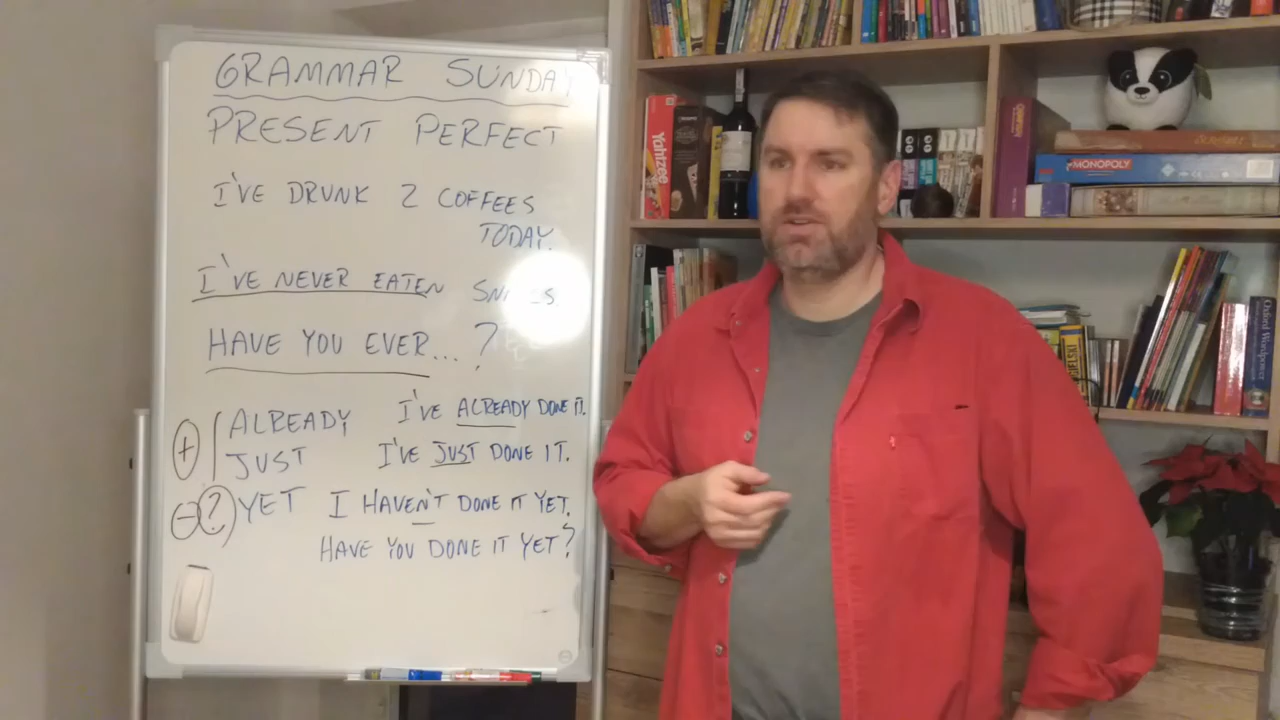 GRAMMAR SUNDAY
PRESENT PERFECT
I'VE DRUNK 2 COFFEES
TODAY.
I'VE NEVER EATEN
HAVE YOU EVER...?
ALREADY I'VE ALREADY DONE IT.
+
JUST I'VE JUST DONE IT.
- ? YET I HAVEN'T DONE IT YET.
HAVE YOU DONE IT YET?
Yahtzee
MONOPOLY
Oxford Wordpower